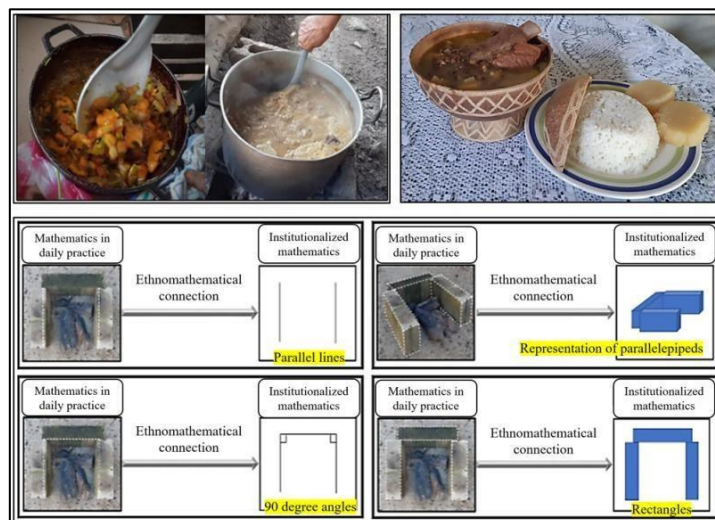 Mathematics in
daily practice
Institutionalized
mathematics
Ethnomathematical
connection
Parallel lines
Mathematics in
daily practice
Institutionalized
mathematics
Ethnomathematical
connection
Representation of parallelepipeds
Mathematics in
daily practice
Institutionalized
mathematics
Ethnomathematical
connection
90 degree angles
Mathematics in
daily practice
Institutionalized
mathematics
Ethnomathematical
connection
Rectangles